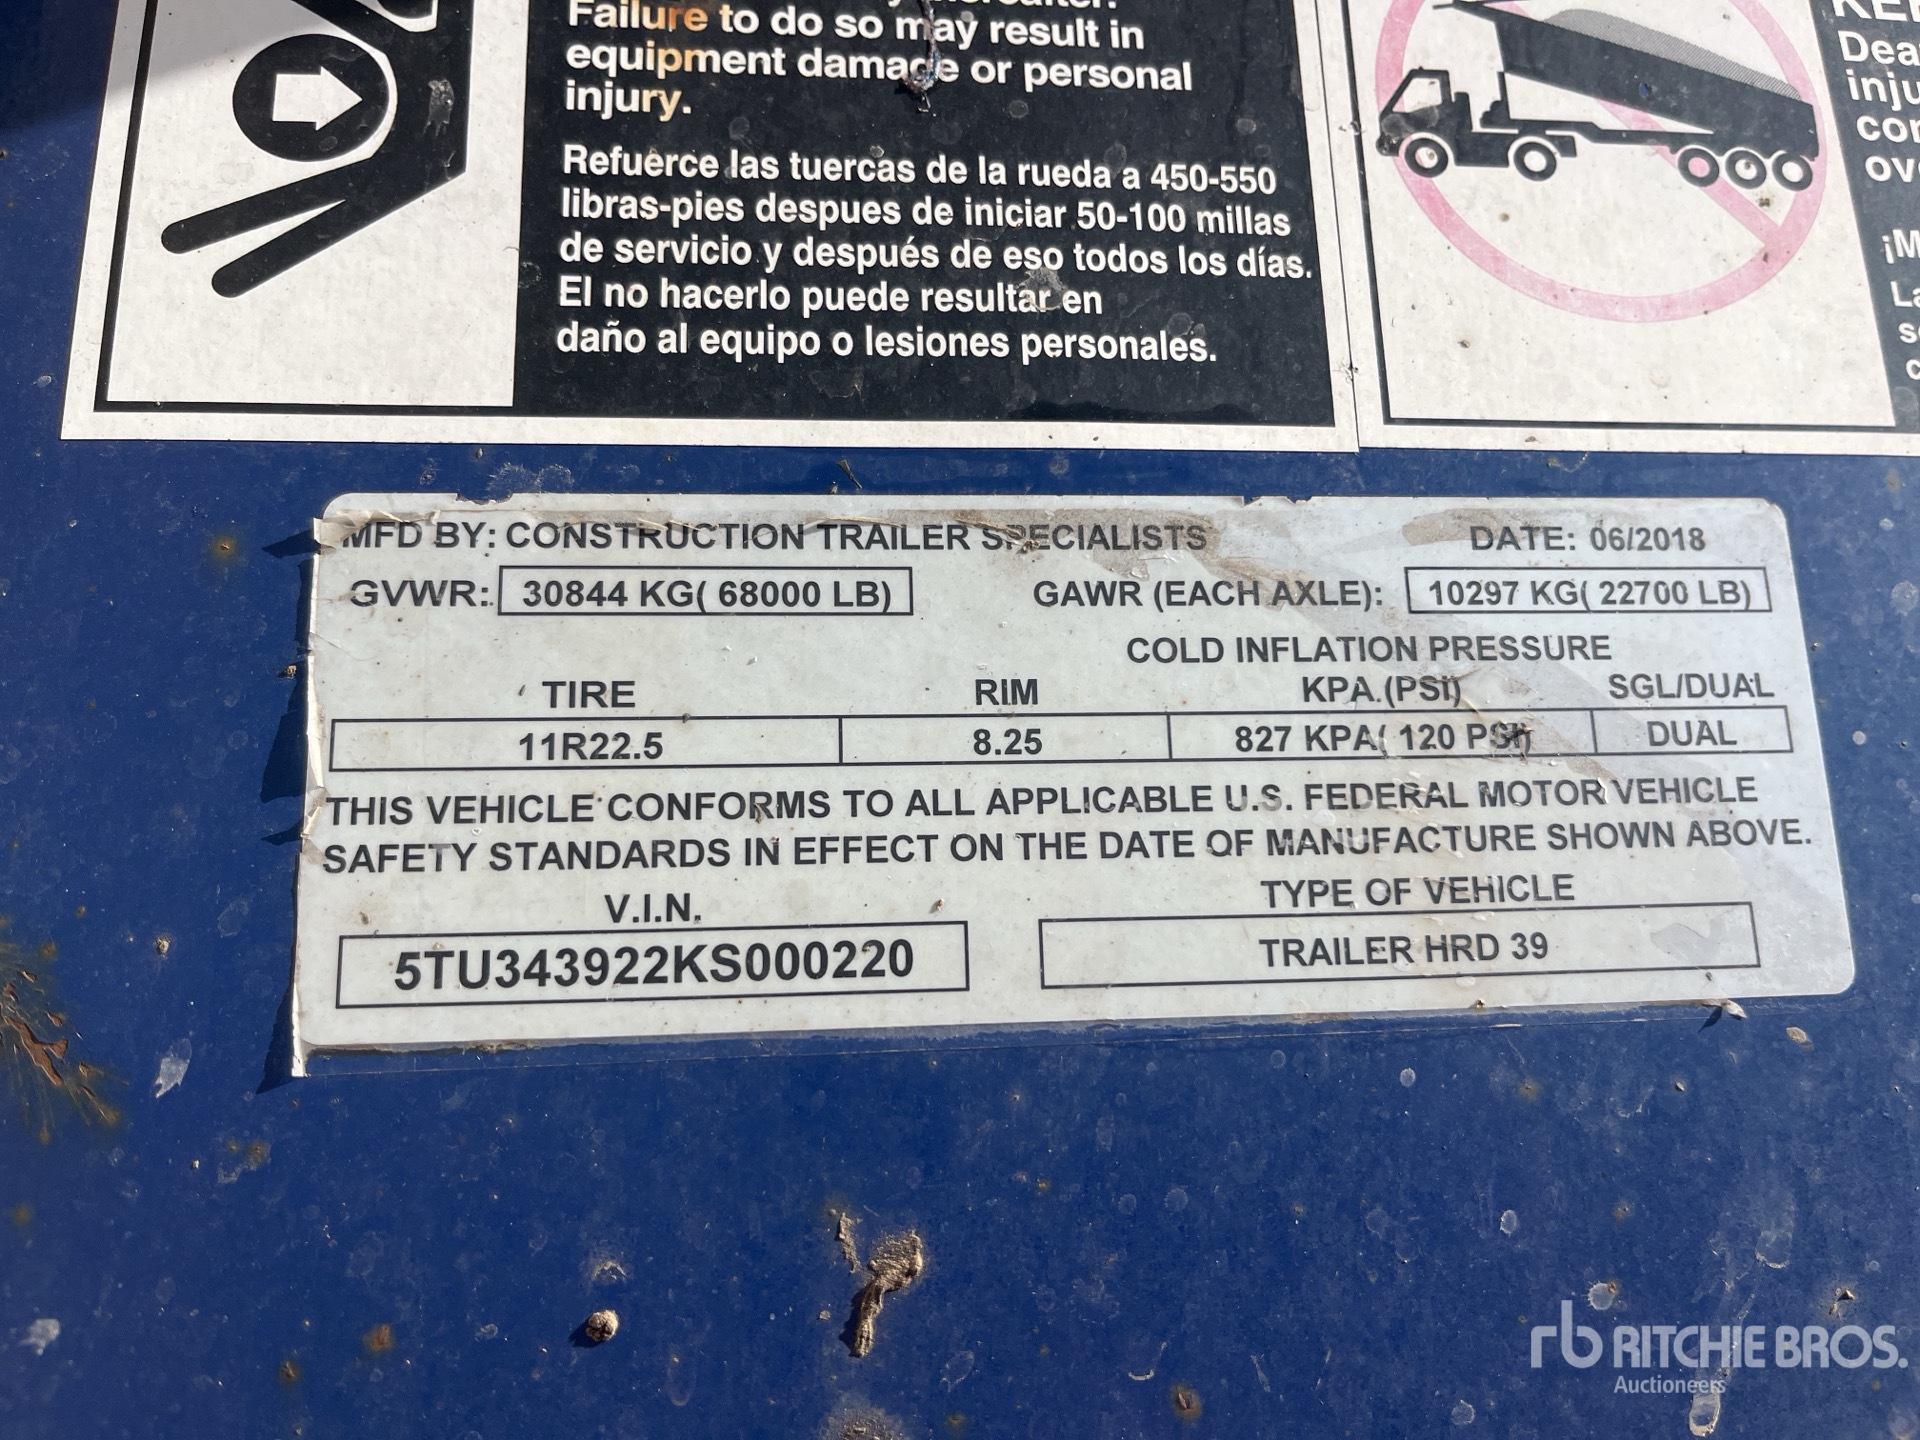 Failure to do so may result in
equipment damage or personal
injury.
Refuerce las tuercas de la rueda a 450-550
libras-pies despues de iniciar 50-100 millas
de servicio y después de eso todos los días.
El no hacerlo puede resultar en
daño al equipo o lesiones personales.
MFD BY: CONSTRUCTION TRAILER SPECIALISTS DATE: 06/2018
GVWR: 30844 KG( 68000 LB) GAWR (EACH AXLE): 10297 KG( 22700 LB)
COLD INFLATION PRESSURE
TIRE RIM KPA.(PSI) SGL/DUAL
11R22.5 8.25 827 KPA( 120 PSI) DUAL
THIS VEHICLE CONFORMS TO ALL APPLICABLE U.S. FEDERAL MOTOR VEHICLE
SAFETY STANDARDS IN EFFECT ON THE DATE OF MANUFACTURE SHOWN ABOVE.
V.I.N. TYPE OF VEHICLE
5TU343922KS000220 TRAILER HRD 39
rb RITCHIE BROS.
Auctioneers